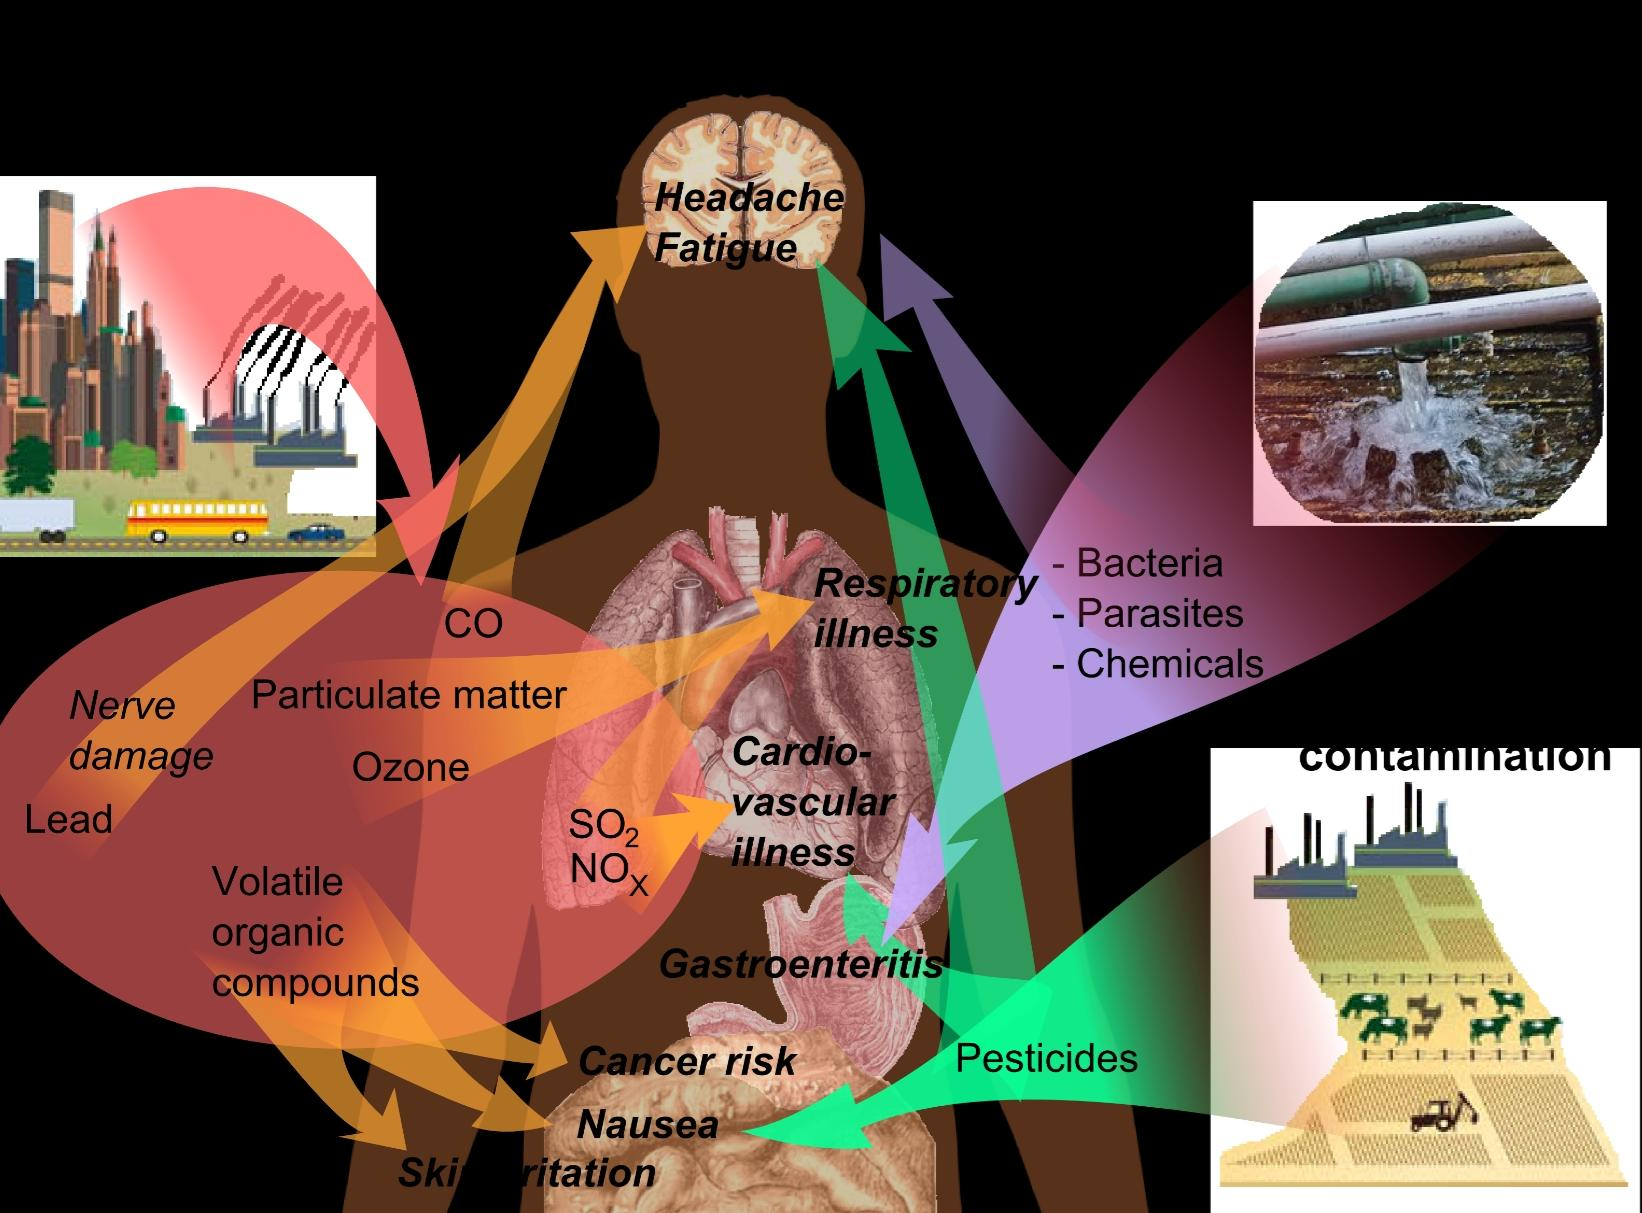 Headache
Fatigue
Respiratory
illness
- Bacteria
- Parasites
- Chemicals
CO
Particulate matter
Nerve
damage
Ozone
Lead
Cardio-
vascular
illness
contamination
SO2
NOX
Volatile
organic
compounds
Gastroenteritis
Pesticides
Cancer risk
Nausea